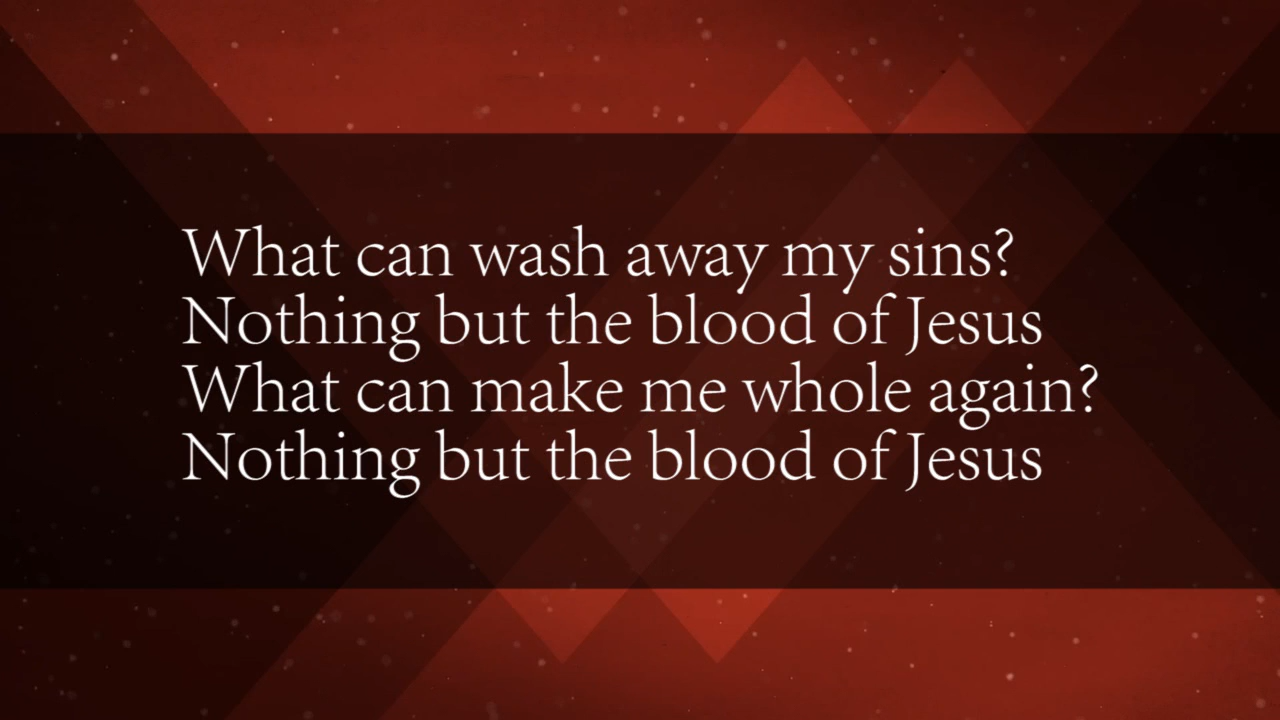 What can wash away my sins?
Nothing but the blood of Jesus
What can make me whole again?
Nothing but the blood of Jesus